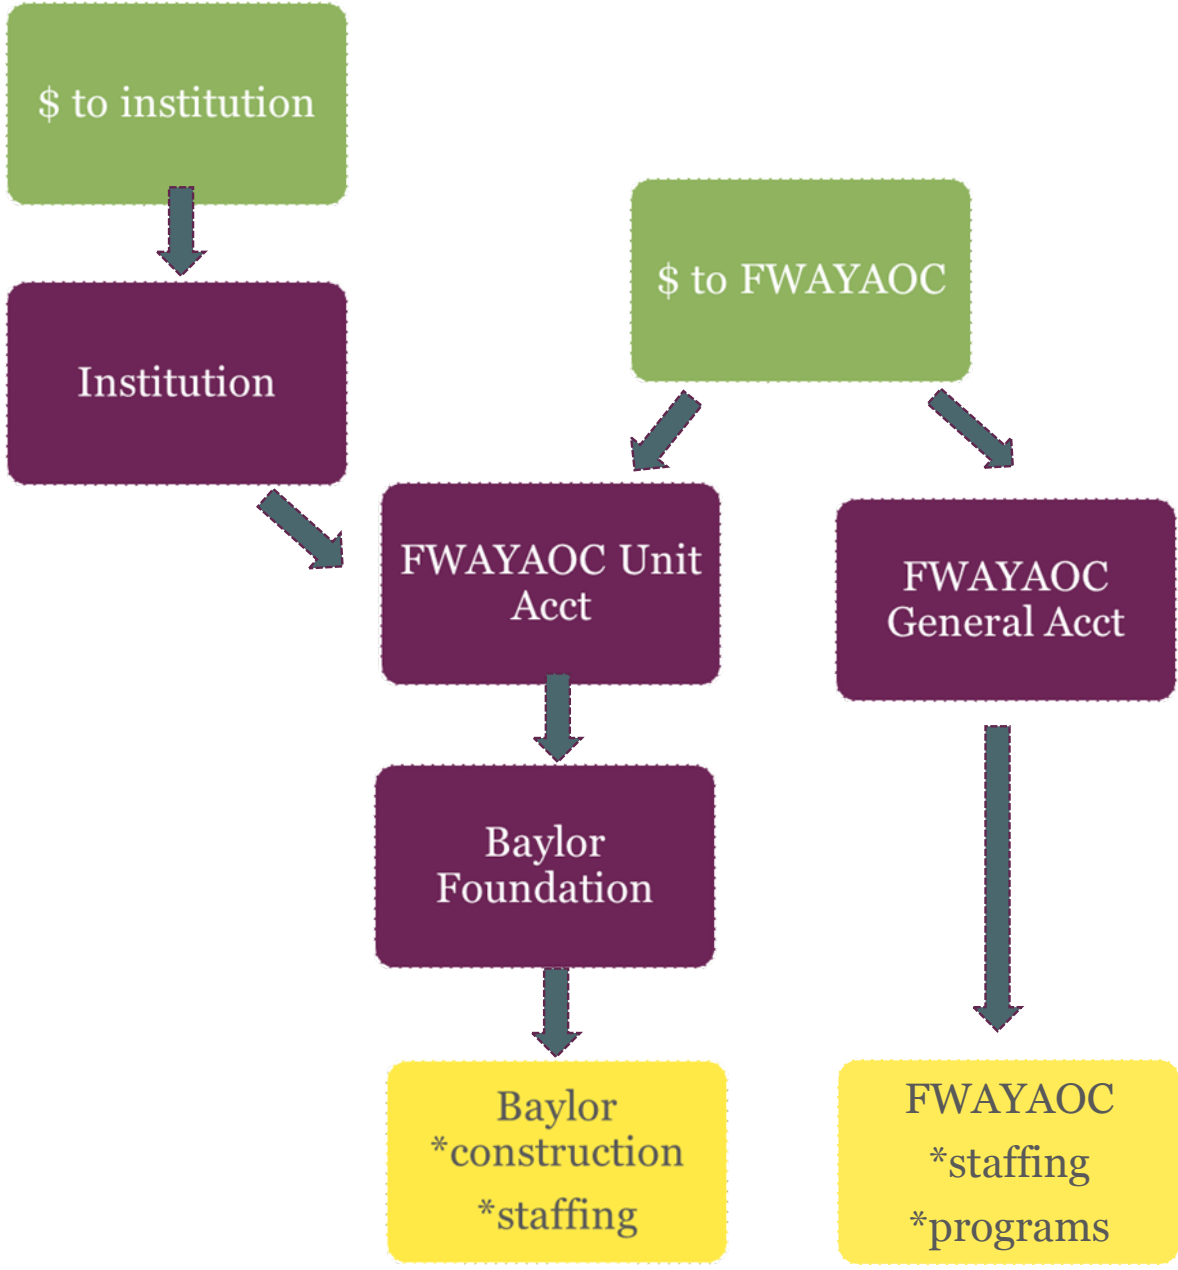 $ to institution
$ to FWAYAOC
Institution
FWAYAOC Unit
Acct
FWAYAOC
General Acct
Baylor
Foundation
Baylor
*construction
*staffing
FWAYAOC
*staffing
*programs